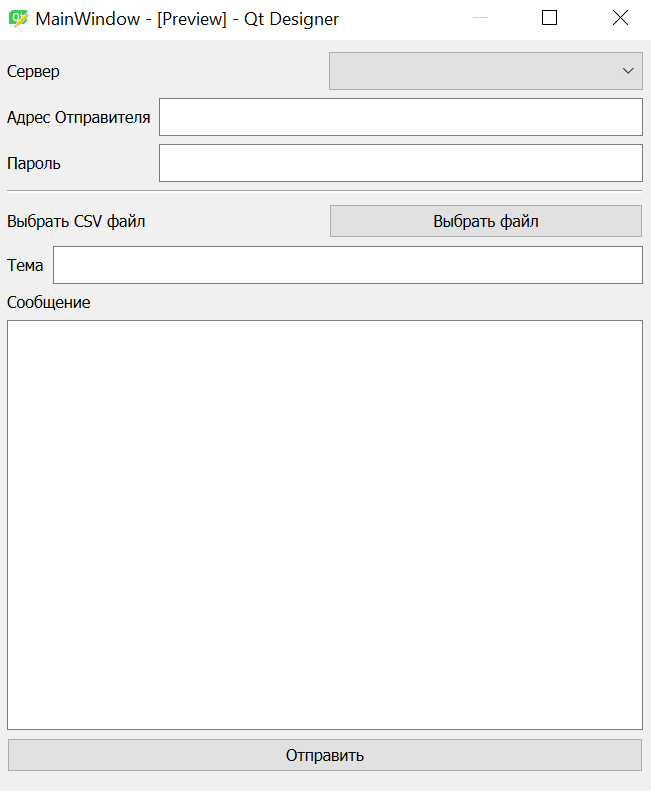 MainWindow - [Preview] - Qt Designer
Сервер
Адрес Отправителя
Пароль
Выбрать CSV файл Выбрать файл
Тема
Сообщение
Отправить